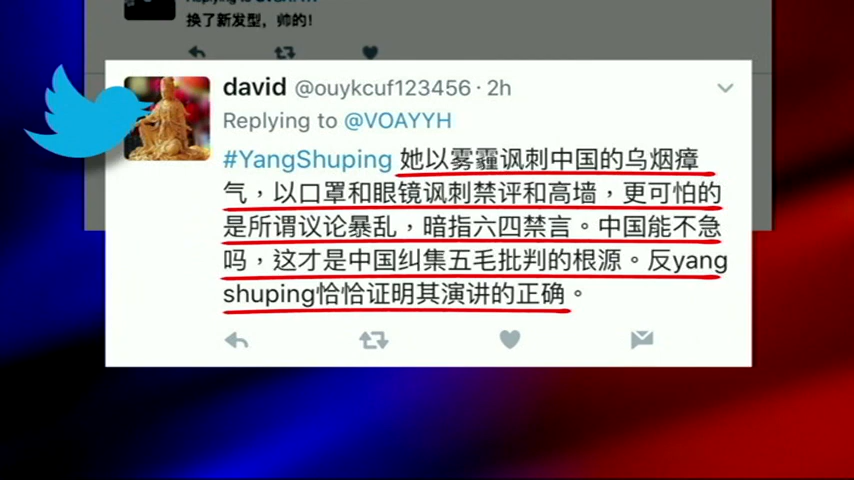 换了新发型，帅的！
david @ouykcuf123456 · 2h
Replying to @VOAYYH
#YangShuping 她以雾霾讽刺中国的乌烟瘴
气，以口罩和眼镜讽刺禁评和高墙，更可怕的
是所谓议论暴乱，暗指六四禁言。中国能不急
吗，这才是中国纠集五毛批判的根源。反yang
shuping恰恰证明其演讲的正确。